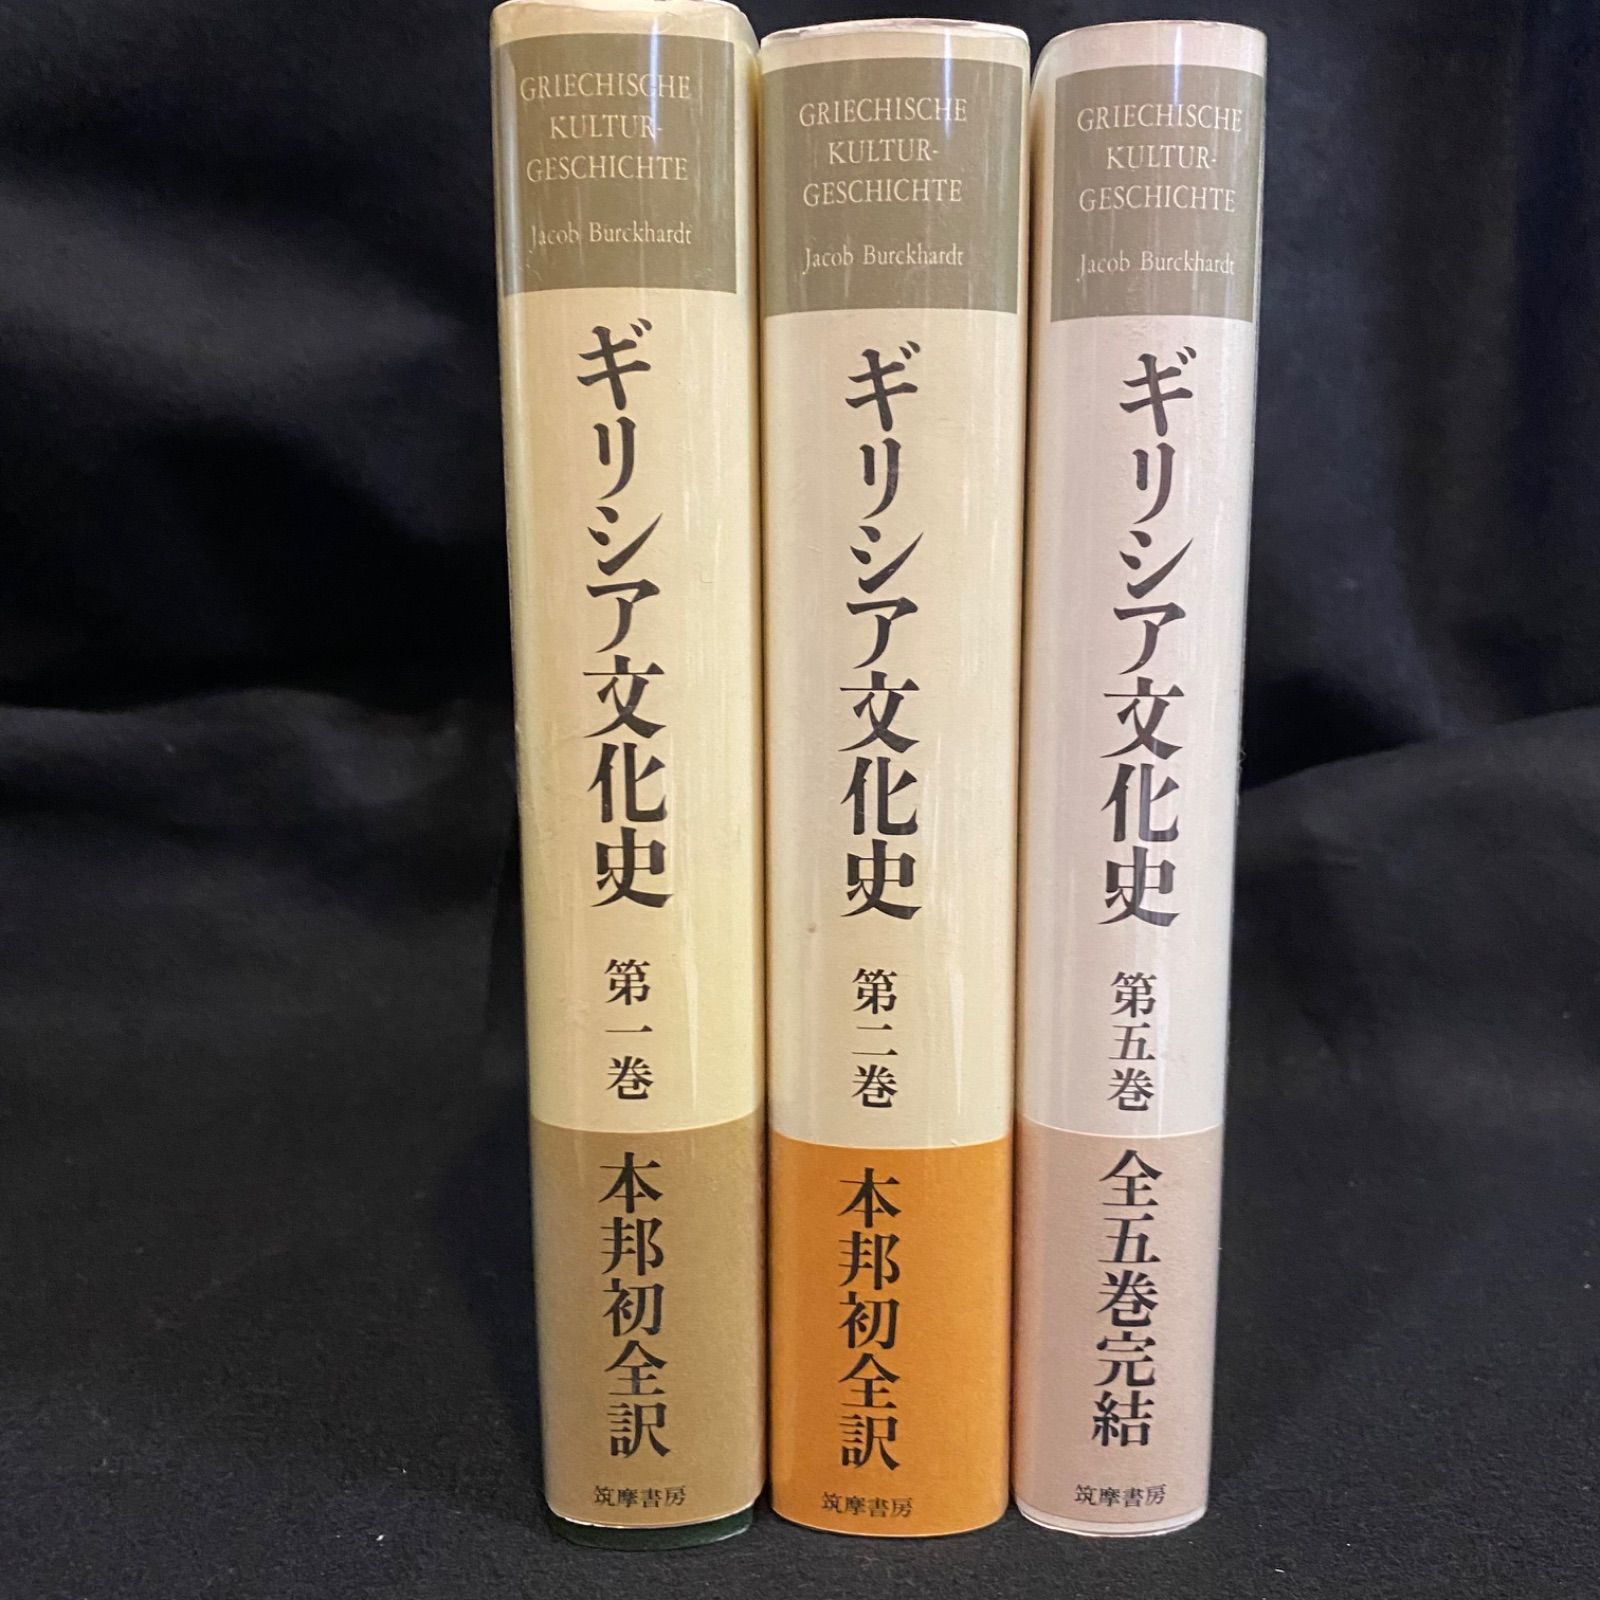 GRIECHISCHE
KULTUR-
GESCHICHTE
Jacob Burckhardt
ギリシア文化史
第一巻
本邦初全訳
筑摩書房
GRIECHISCHE
KULTUR-
GESCHICHTE
Jacob Burckhardt
ギリシア文化史
第二巻
本邦初全訳
筑摩書房
GRIECHISCHE
KULTUR-
GESCHICHTE
Jacob Burckhardt
ギリシア文化史
第五巻
全五巻完結
筑摩書房